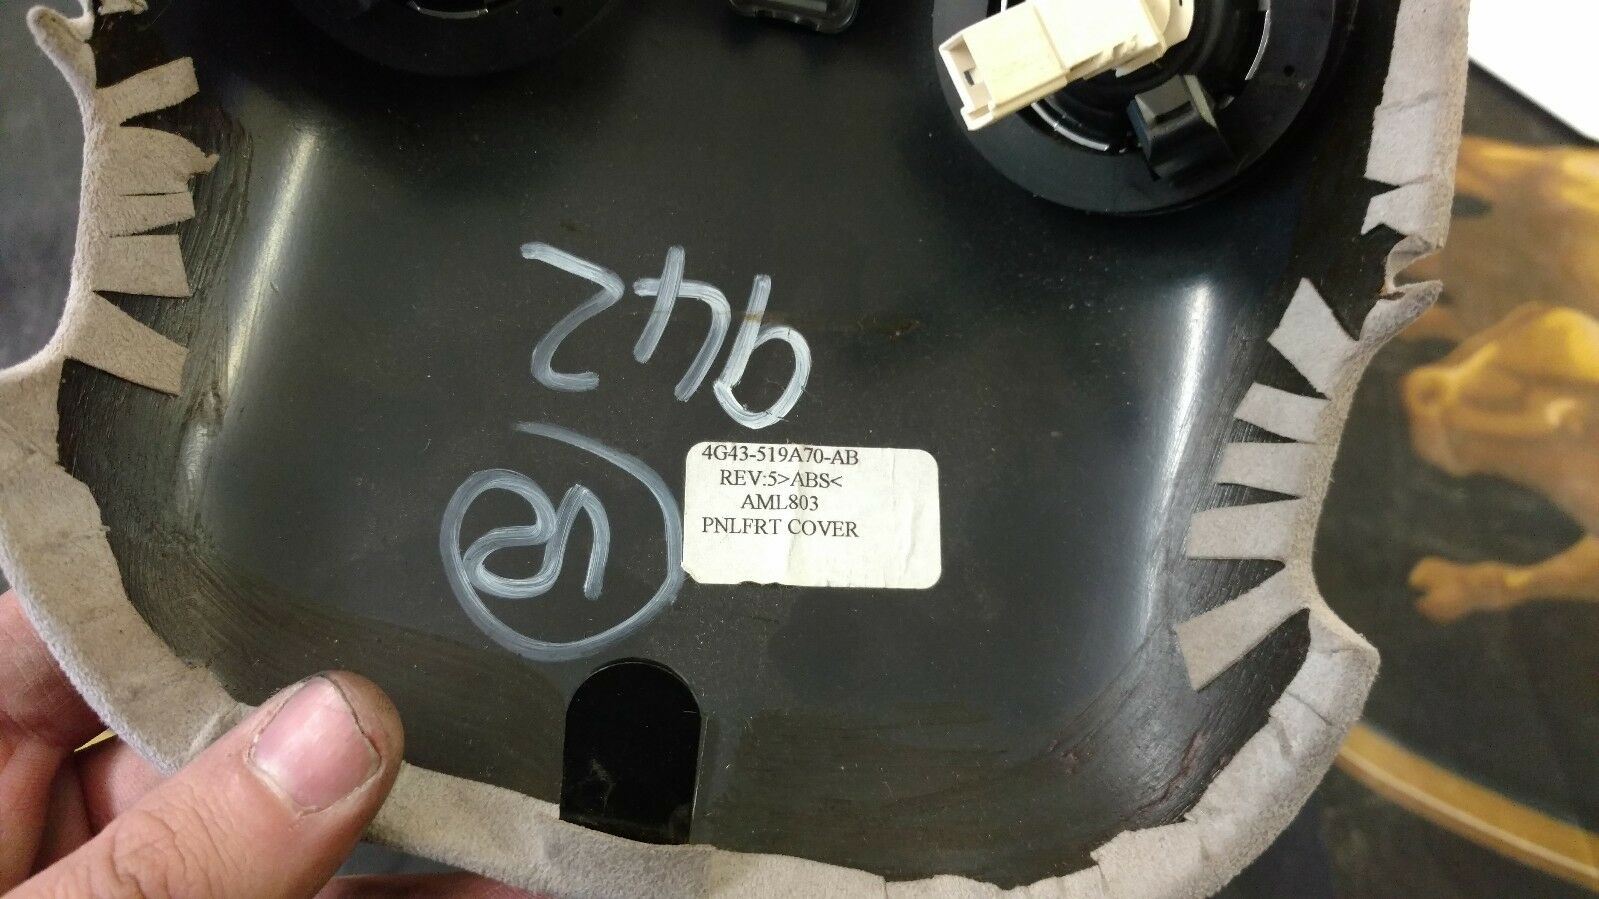 942
4G43-519A70-AB
REV:5>ABS<
AML803
PNLFRT COVER